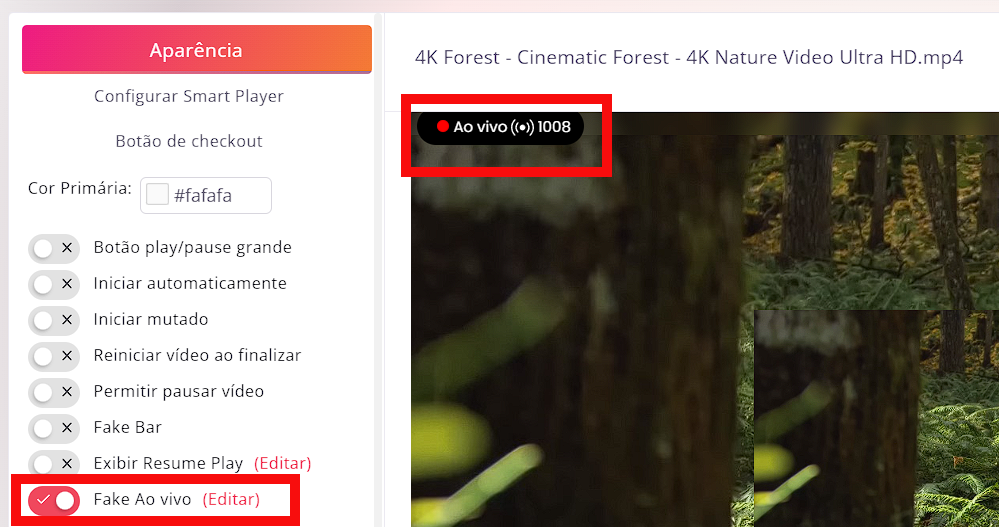 Aparência
Configurar Smart Player
Botão de checkout
Cor Primária: #fafafa
Botão play/pause grande
Iniciar automaticamente
Iniciar mutado
Reiniciar vídeo ao finalizar
Permitir pausar vídeo
Fake Bar
Exibir Resume Play (Editar)
Fake Ao vivo (Editar)
4K Forest - Cinematic Forest - 4K Nature Video Ultra HD.mp4
Ao vivo 1008